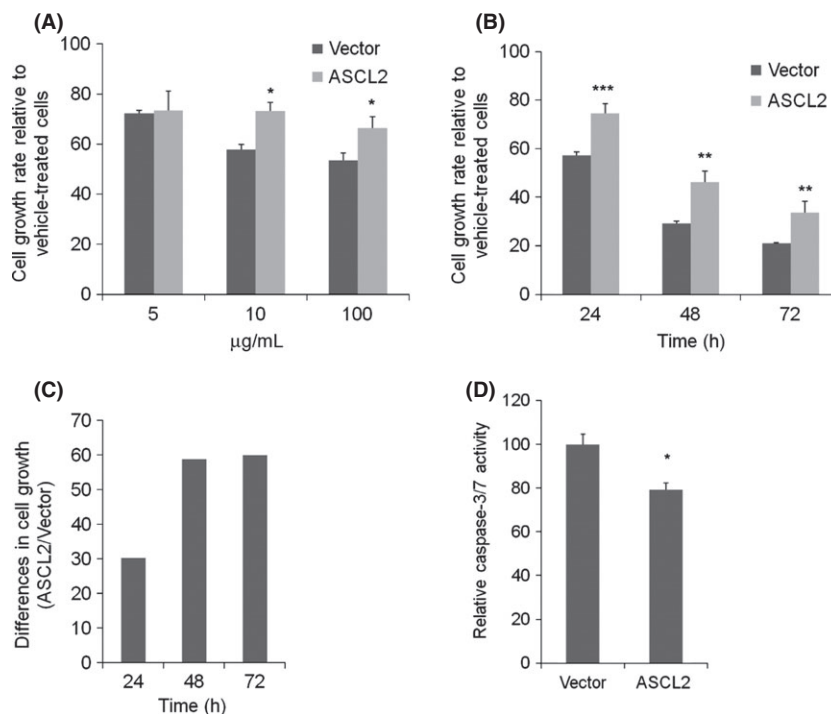 (A)
Cell growth rate relative to
vehicle-treated cells
100
80
60
40
20
0
Vector
ASCL2
*
*
5 10 100
μg/mL
(B)
Cell growth rate relative to
vehicle-treated cells
100
80
60
40
20
0
Vector
ASCL2
***
**
**
24 48 72
Time (h)
(C)
Differences in cell growth
(ASCL2/Vector)
70
60
50
40
30
20
10
0
24 48 72
Time (h)
(D)
Relative caspase-3/7 activity
120
100
80
60
40
20
0
*
Vector ASCL2